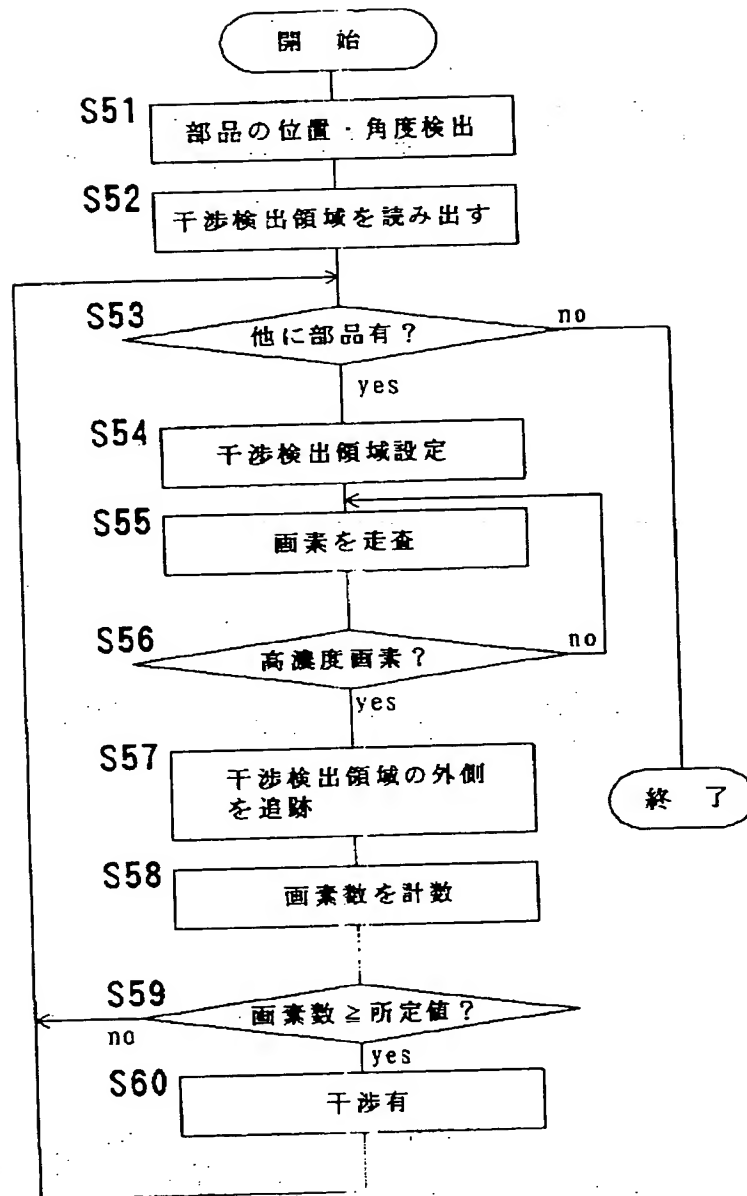 開 始
S51
部品の位置・角度検出
S52
干渉検出領域を読み出す
S53
他に部品有?
no
yes
S54
干渉検出領域設定
S55
画素を走査
S56
高濃度画素?
no
yes
S57
干渉検出領域の外側
を追跡
終 了
S58
画素数を計数
S59
画素数≧所定値?
no
yes
S60
干渉有